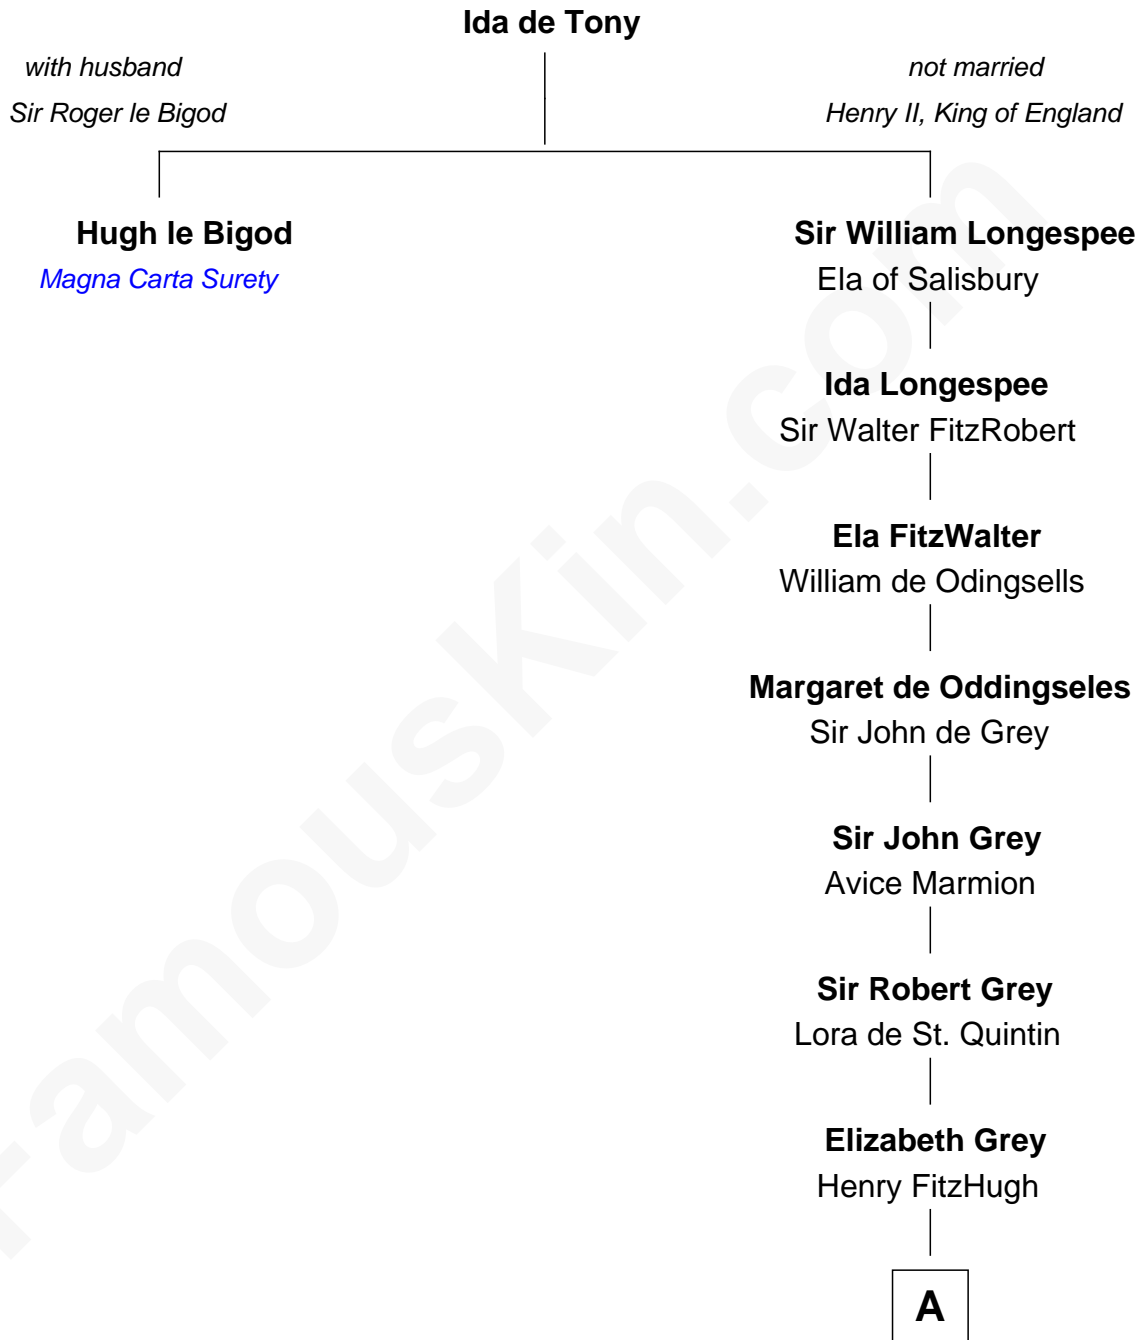 Ida de Tony
with husband
Sir Roger le Bigod
not married
Henry II, King of England
Hugh le Bigod
Magna Carta Surety
Sir William Longespee
Ela of Salisbury
Ida Longespee
Sir Walter FitzRobert
Ela FitzWalter
William de Odingsells
Margaret de Oddingseles
Sir John de Grey
Sir John Grey
Avice Marmion
Sir Robert Grey
Lora de St. Quintin
Elizabeth Grey
Henry FitzHugh
A
FamousKin.com